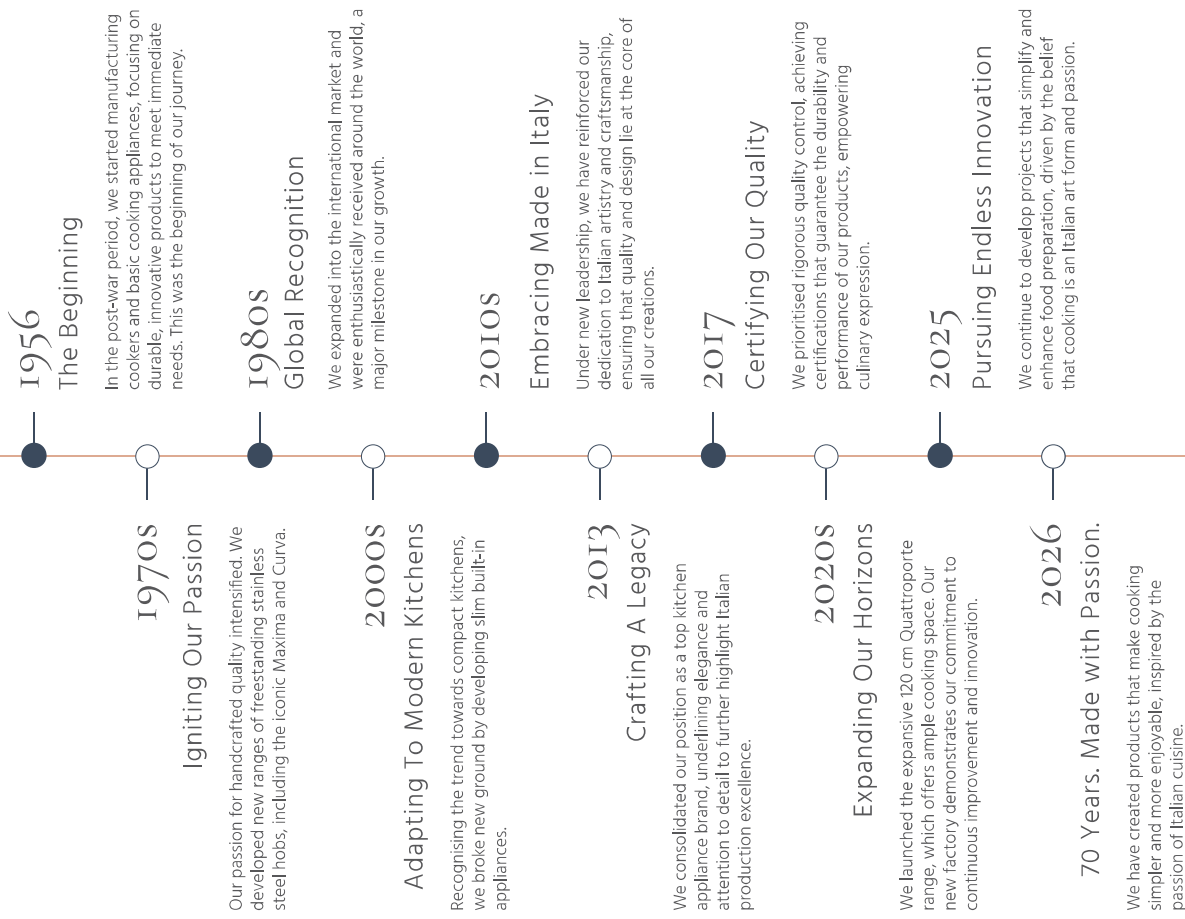 1956
The Beginning
In the post-war period, we started manufacturing
cookers and basic cooking appliances, focusing on
durable, innovative products to meet immediate
needs. This was the beginning of our journey.
1970s
Igniting Our Passion
Our passion for handcrafted quality intensified. We
developed new ranges of freestanding stainless
steel hobs, including the iconic Maxima and Curva.
1980s
Global Recognition
We expanded into the international market and
were enthusiastically received around the world, a
major milestone in our growth.
2000s
Adapting To Modern Kitchens
Recognising the trend towards compact kitchens,
we broke new ground by developing slim built-in
appliances.
2010s
Embracing Made in Italy
Under new leadership, we have reinforced our
dedication to Italian artistry and craftsmanship,
ensuring that quality and design lie at the core of
all our creations.
2013
Crafting A Legacy
We consolidated our position as a top kitchen
appliance brand, underlining elegance and
attention to detail to further highlight Italian
production excellence.
2017
Certifying Our Quality
We prioritised rigorous quality control, achieving
certifications that guarantee the durability and
performance of our products, empowering
culinary expression.
2020s
Expanding Our Horizons
We launched the expansive 120 cm Quattroporte
range, which offers ample cooking space. Our
new factory demonstrates our commitment to
continuous improvement and innovation.
2025
Pursuing Endless Innovation
We continue to develop projects that simplify and
enhance food preparation, driven by the belief
that cooking is an Italian art form and passion.
2026
70 Years. Made with Passion.
We have created products that make cooking
simpler and more enjoyable, inspired by the
passion of Italian cuisine.